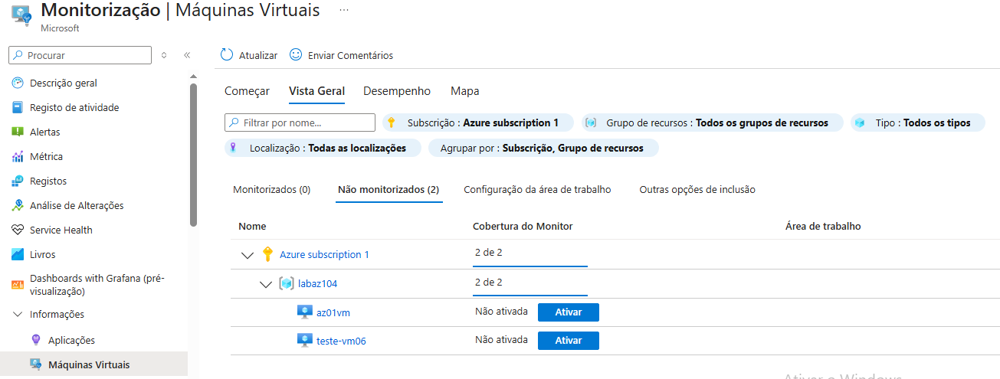 Monitorização | Máquinas Virtuais ...
Microsoft
Procurar
Atualizar Enviar Comentários
Descrição geral
Registo de atividade
Alertas
Métrica
Registos
Análise de Alterações
Service Health
Livros
Dashboards with Grafana (pré-
visualização)
Informações
Aplicações
Máquinas Virtuais
Começar Vista Geral Desempenho Mapa
Filtrar por nome... Subscrição : Azure subscription 1 Grupo de recursos : Todos os grupos de recursos Tipo : Todos os tipos
Localização : Todas as localizações Agrupar por : Subscrição, Grupo de recursos
Monitorizados (0) Não monitorizados (2) Configuração da área de trabalho Outras opções de inclusão
Nome Cobertura do Monitor Área de trabalho
Azure subscription 1 2 de 2
labaz104 2 de 2
az01vm Não ativada Ativar
teste-vm06 Não ativada Ativar
Ativar o Windows